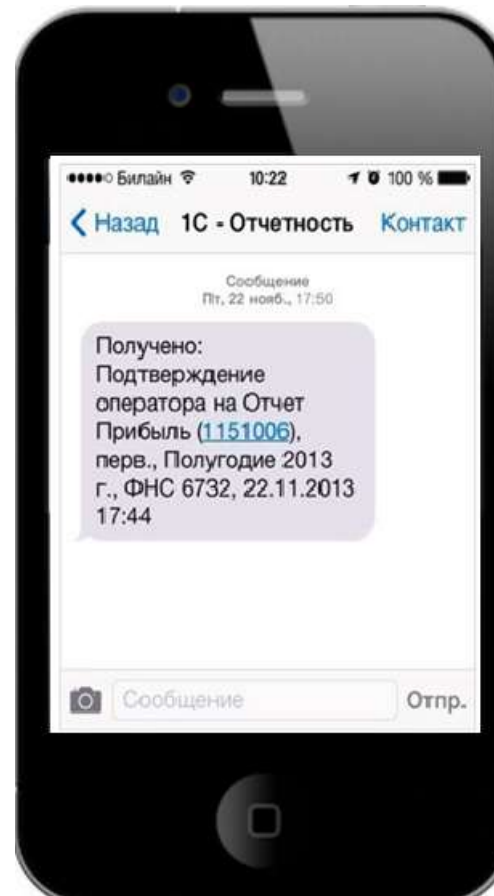 Билайн 10:22 100 %
Назад 1С - Отчетность Контакт
Сообщение
Пт, 22 нояб., 17:50
Получено:
Подтверждение
оператора на Отчет
Прибыль (1151006),
перв., Полугодие 2013
г., ФНС 6732, 22.11.2013
17:44
Сообщение Отпр.